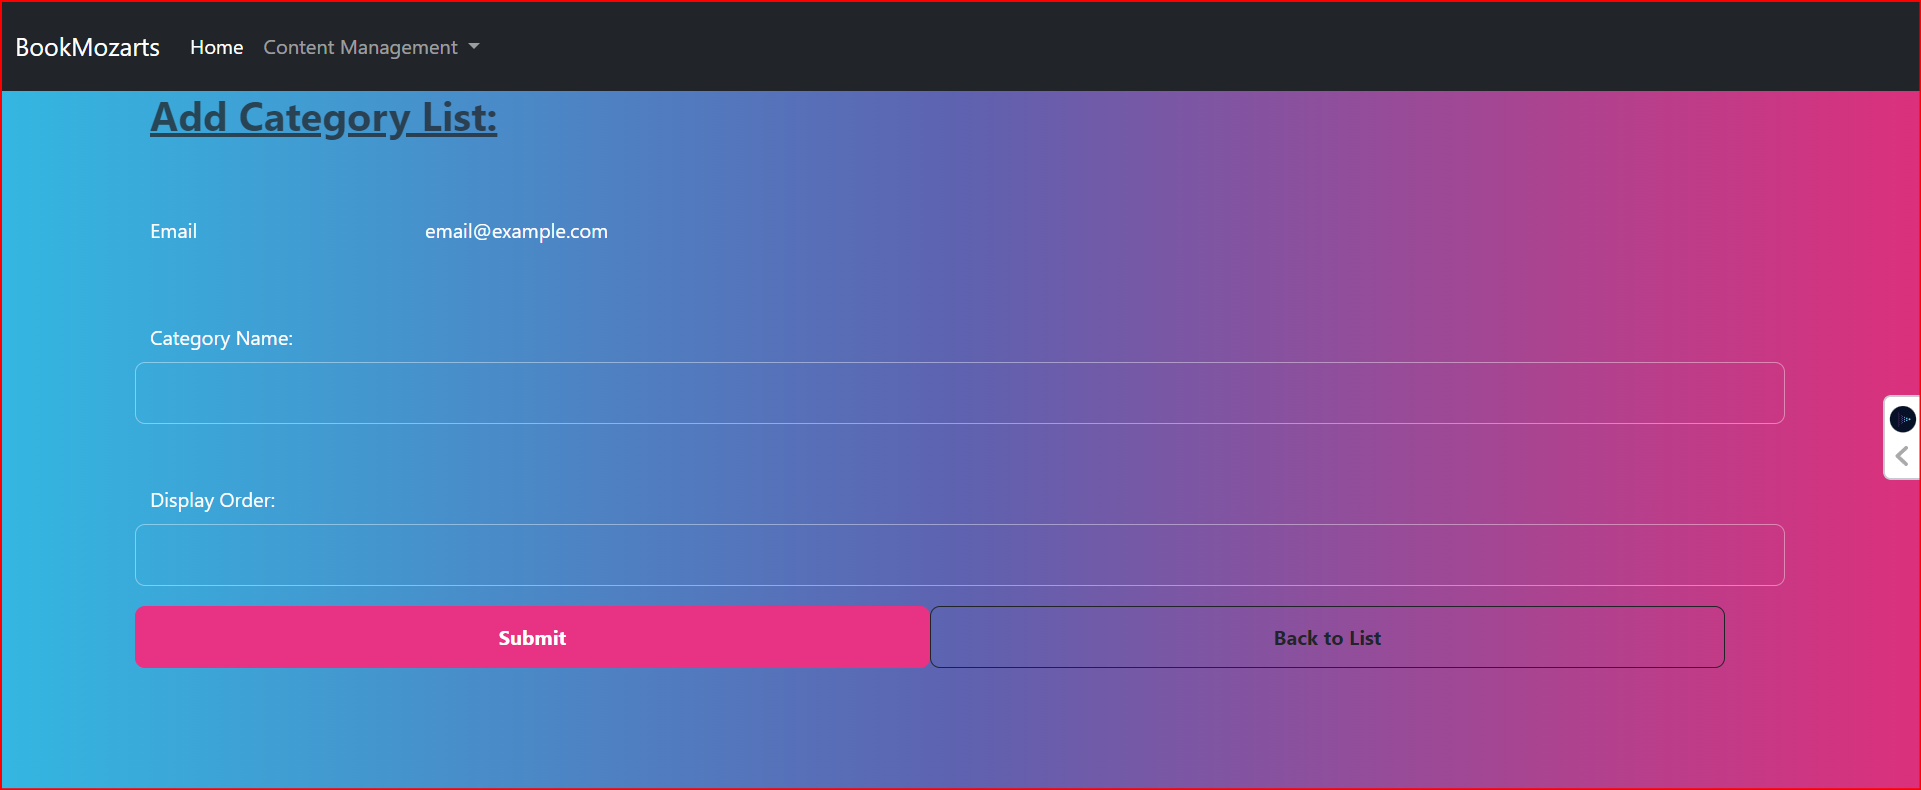 BookMozarts Home Content Management
Add Category List:
Email email@example.com
Category Name:
Display Order:
Submit Back to List